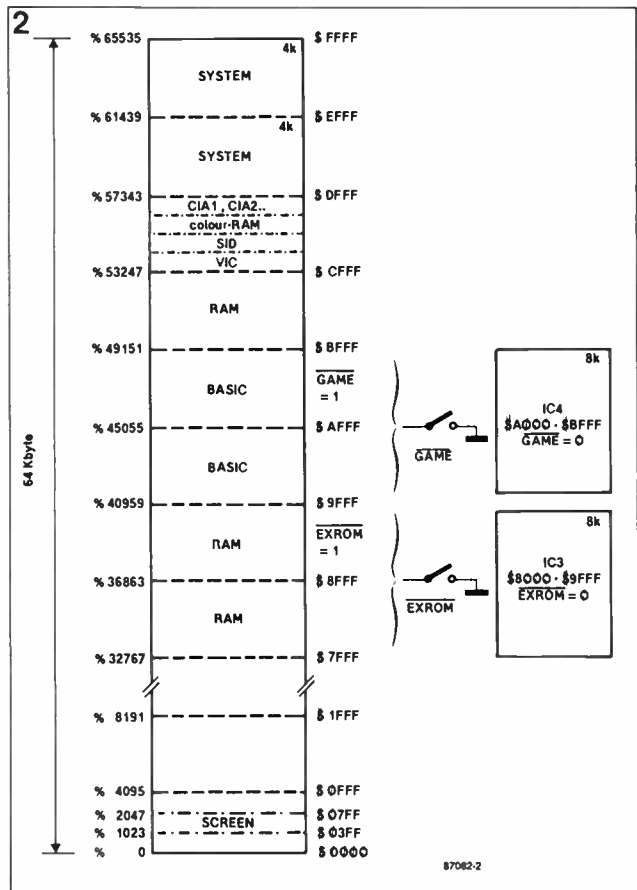 2
% 65535 4k $ FFFF
SYSTEM
% 61439 4k $ EFFF
SYSTEM
% 57343 $ DFFF
CIA1, CIA2..
colour-RAM
SID
VIC
% 53247 $ CFFF
RAM
% 49151 $ BFFF
BASIC GAME = 1
% 45055 $ AFFF
BASIC
% 40959 $ 9FFF
RAM EXROM = 1
% 36863 $ 8FFF
RAM
% 32767 $ 7FFF
% 8191 $ 1FFF
% 4095 $ 0FFF
% 2047 $ 07FF
SCREEN
% 1023 $ 03FF
% 0 $ 0000
64 Kbyte
GAME
8k
IC4
$A000 - $BFFF
GAME = 0
EXROM
8k
IC3
$8000 - $9FFF
EXROM = 0
87082-2